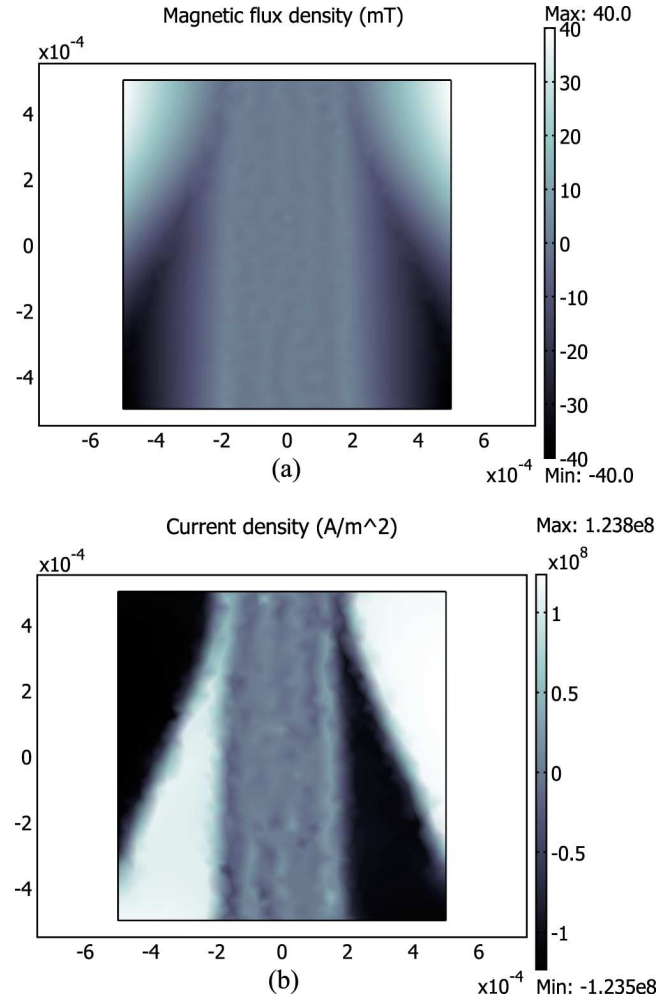 Magnetic flux density (mT)
Max: 40.0
x10-4
40
4
30
2
20
10
0
0
-2
-10
-4
-20
-30
-40
-6 -4 -2 0 2 4 6
x10-4
Min: -40.0
(a)
Current density (A/m^2)
Max: 1.238e8
x10-4
x10^8
4
1
2
0.5
0
0
-2
-0.5
-4
-1
-6 -4 -2 0 2 4 6
x10-4
Min: -1.235e8
(b)